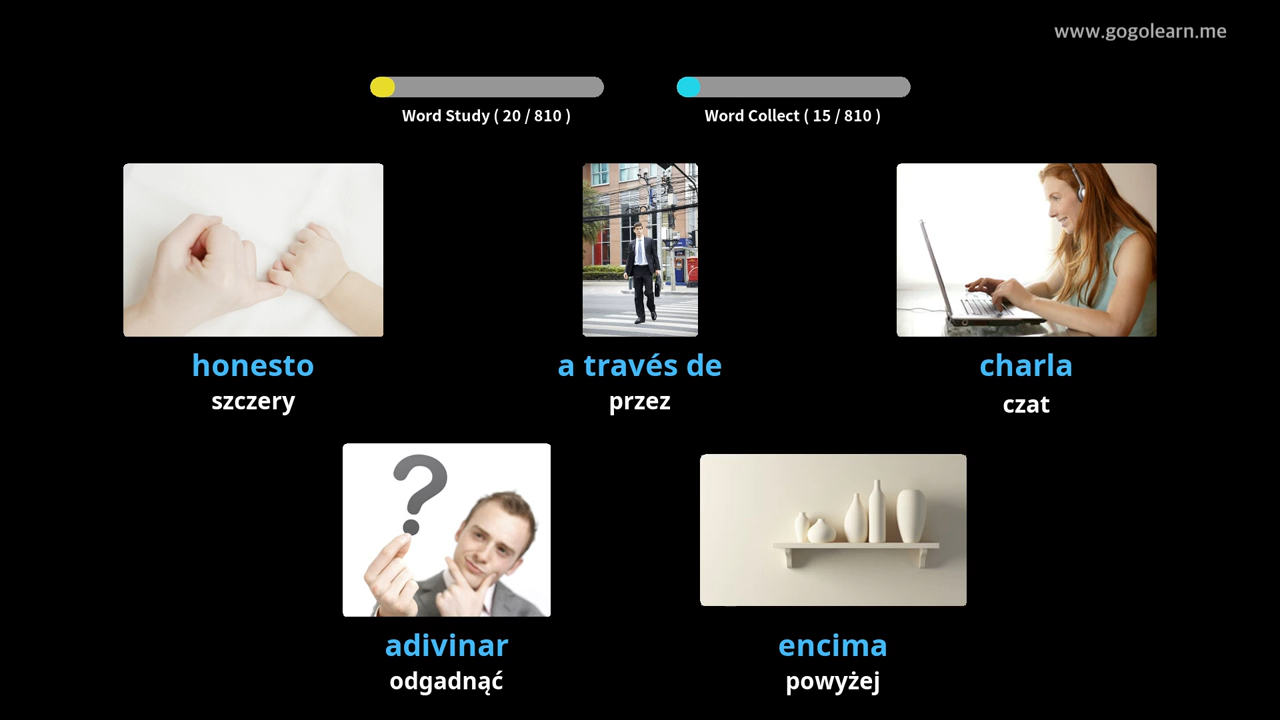 www.gogolearn.me
Word Study ( 20 / 810 )
Word Collect ( 15 / 810 )
honesto
szczery
a través de
przez
charla
czat
adivinar
odgadnąć
encima
powyżej